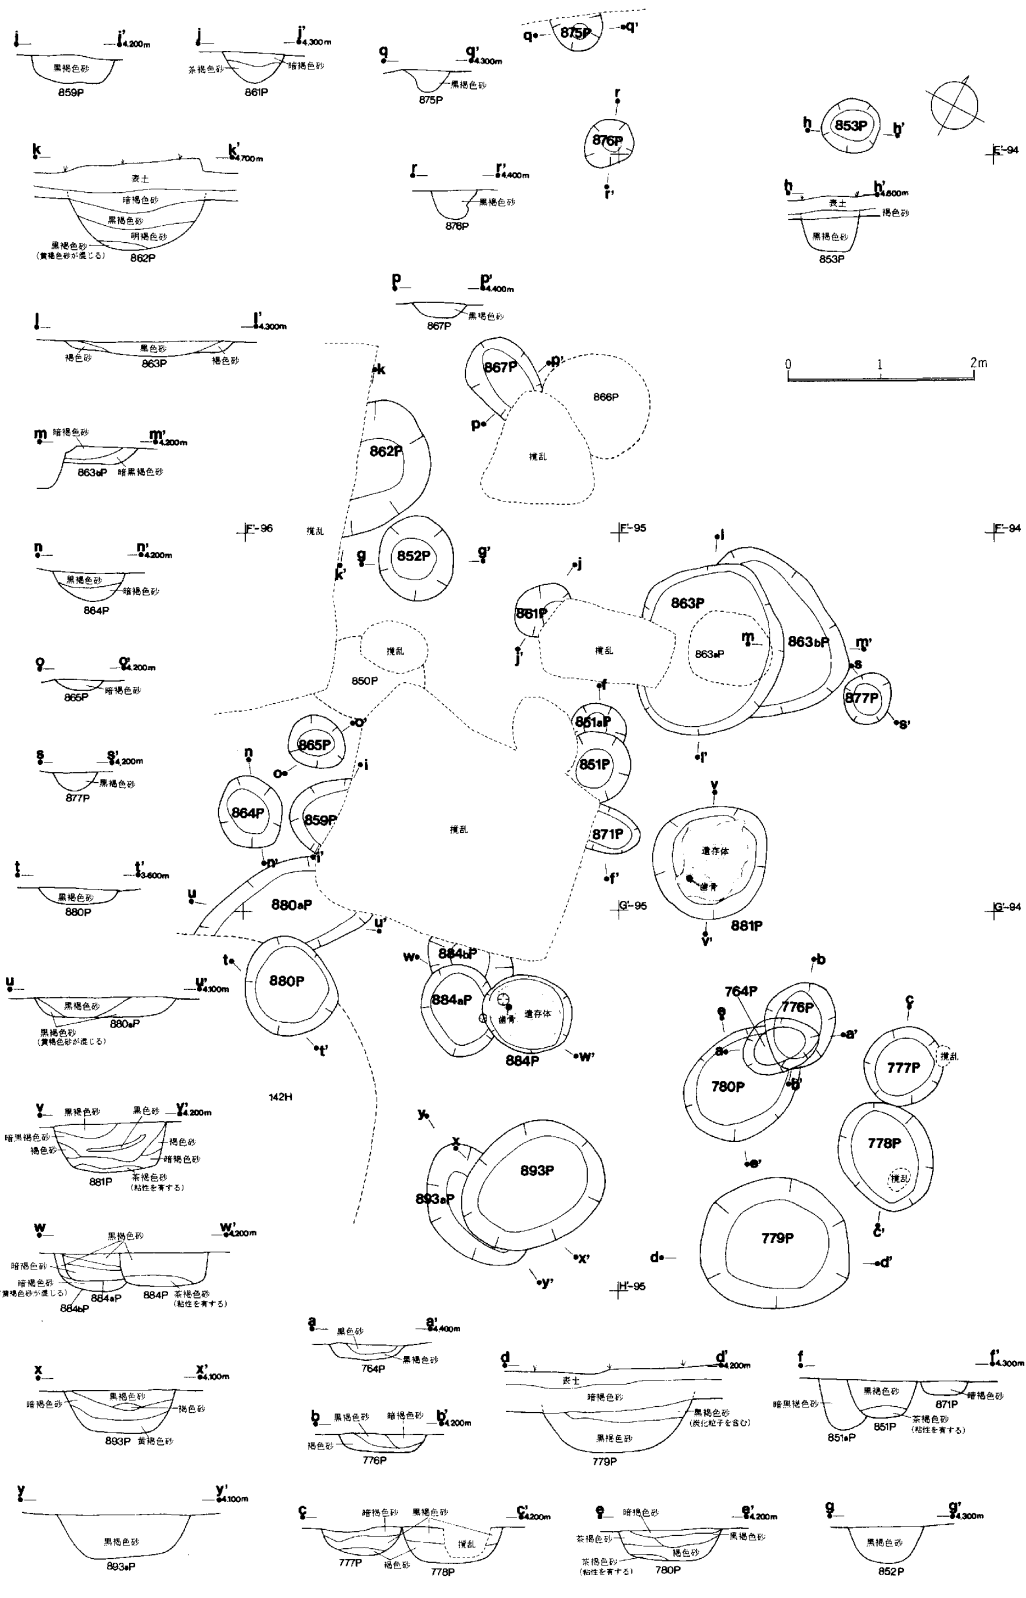 i i' 4.200m
黒褐色砂
859P
j j' 4.300m
茶褐色砂 暗褐色砂
861P
q q' 4.300m
黒褐色砂
875P
q 875P q'
r
876P
r'
h 853P h'
E'-94
k k' 4.700m
表土
暗褐色砂
黒褐色砂
明褐色砂
黒褐色砂
(黄褐色砂が混じる)
862P
r r' 4.400m
黒褐色砂
876P
h h' 4.600m
表土
褐色砂
黒褐色砂
853P
p p' 4.400m
黒褐色砂
867P
l l' 4.300m
黒色砂
褐色砂 褐色砂
863P
0 1 2m
k
867P p'
866P
p
攪乱
862P
m 暗褐色砂 m' 4.200m
863bP 暗黒褐色砂
F'-96
攪乱
F'-95
F'-94
n n' 4.200m
黒褐色砂
暗褐色砂
864P
g 852P g'
k'
j
861P
j'
攪乱
l
863P
863aP
m
863bP
m'
l'
o o' 4.200m
暗褐色砂
865P
攪乱
850P
f
851aP
851P
871P
f'
s
877P
s'
s s' 4.200m
黒褐色砂
877P
865P o'
o
n
864P
n'
i
859P
i'
攪乱
v
遺存体
歯骨
881P
v'
t t' 3.600m
黒褐色砂
880P
u
880aP
u'
G'-95
G'-94
t
880P
t'
w 884bP
884aP
歯骨 遺存体
884P
w'
u u' 4.100m
黒褐色砂
880aP
黒褐色砂
(黄褐色砂が混じる)
b
764P
776P
e
a a'
780P
b'
e'
c
攪乱
777P
778P
攪乱
c'
142H
v v' 4.200m
黒褐色砂 黒色砂
暗黒褐色砂
褐色砂
褐色砂
暗褐色砂
茶褐色砂
(粘性を有する)
881P
y
x
893P
893aP
x'
y'
d 779P d'
w w' 4.200m
黒褐色砂
暗褐色砂
暗褐色砂
(黄褐色砂が混じる)
884aP 884P
884bP
茶褐色砂
(粘性を有する)
H'-95
a a' 4.400m
黒色砂
黒褐色砂
764P
x x' 4.100m
黒褐色砂
暗褐色砂
褐色砂
893P 黄褐色砂
b b' 4.200m
黒褐色砂 暗褐色砂
褐色砂
776P
d d' 4.200m
表土
暗褐色砂
黒褐色砂
(炭化粒子を含む)
黒褐色砂
779P
f f' 4.300m
暗黒褐色砂
黒褐色砂
871P
暗褐色砂
851P
851aP
茶褐色砂
(粘性を有する)
y y' 4.100m
黒褐色砂
893aP
c c' 4.200m
暗褐色砂 黒褐色砂
攪乱
777P 褐色砂 778P
e e' 4.200m
暗褐色砂
茶褐色砂
黒褐色砂
褐色砂
茶褐色砂
(粘性を有する)
780P
g g' 4.300m
黒褐色砂
852P